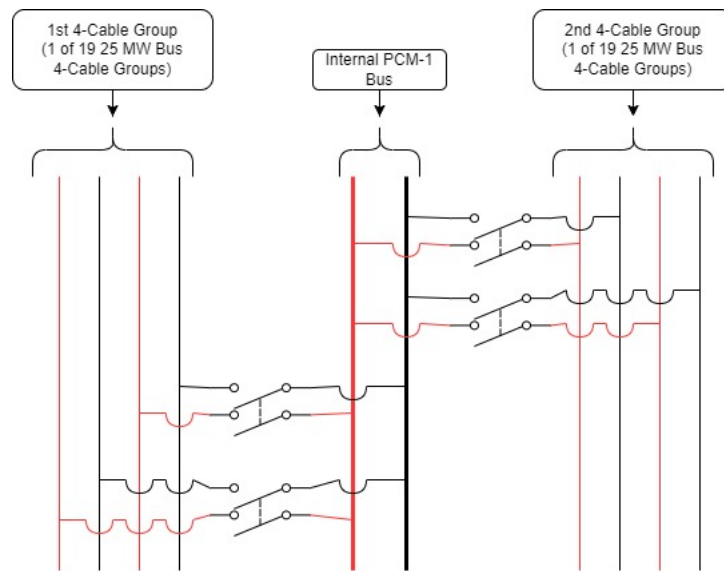 1st 4-Cable Group
(1 of 19 25 MW Bus
4-Cable Groups)
Internal PCM-1
Bus
2nd 4-Cable Group
(1 of 19 25 MW Bus
4-Cable Groups)